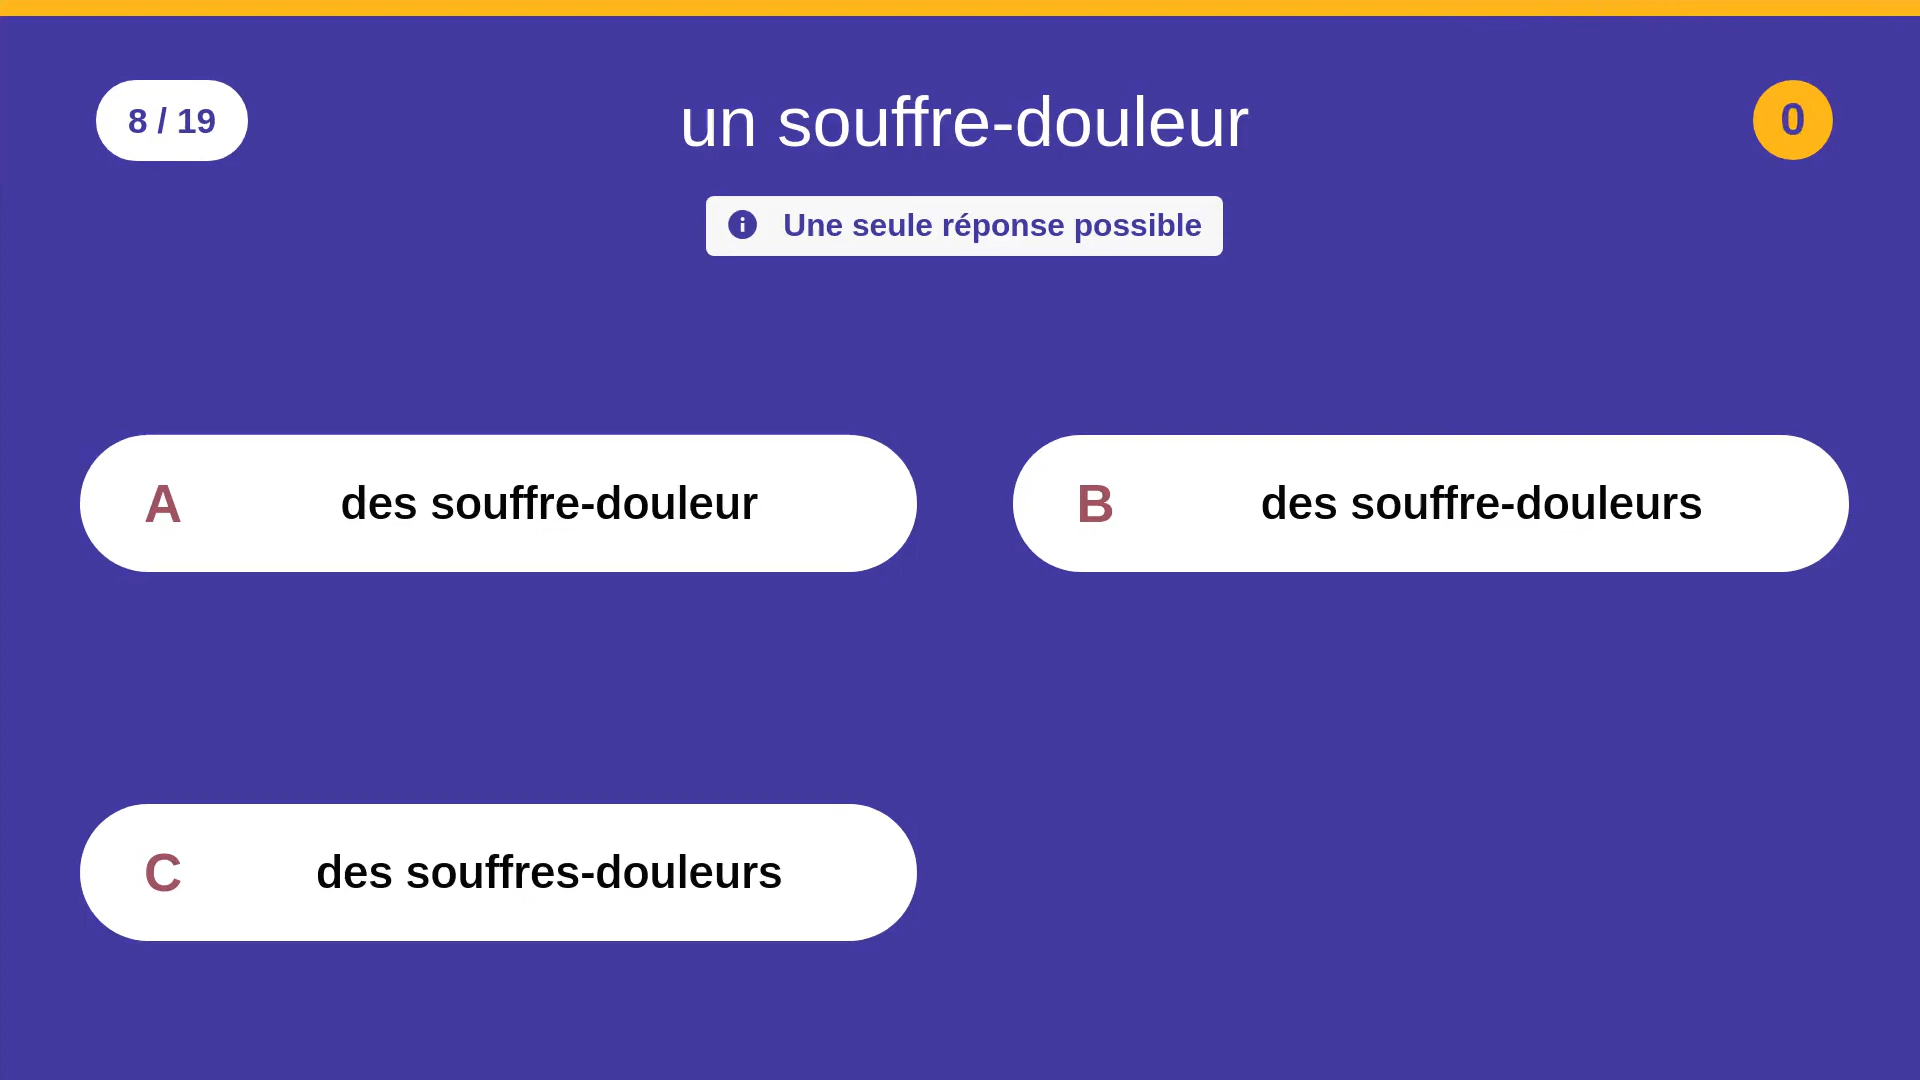 8 / 19
un souffre-douleur
0
Une seule réponse possible
A
des souffre-douleur
B
des souffre-douleurs
C
des souffres-douleurs